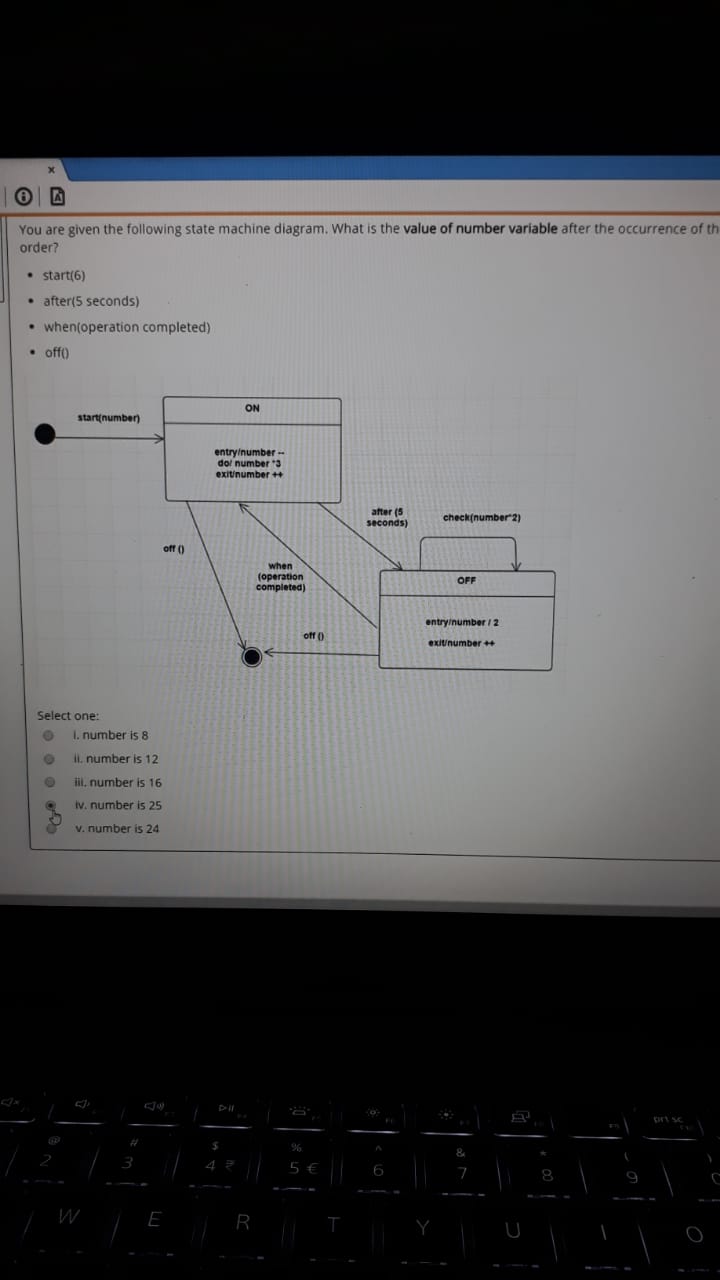 x
You are given the following state machine diagram. What is the value of number variable after the occurrence of th
order?
• start(6)
• after(5 seconds)
• when(operation completed)
• off()
start(number)
ON
entry/number --
do/ number *3
exit/number ++
after (5
seconds)
check(number*2)
off ()
when
(operation
completed)
OFF
entry/number / 2
exit/number ++
off ()
Select one:
i. number is 8
ii. number is 12
iii. number is 16
iv. number is 25
v. number is 24
prt sc
@ # $ % ^ & * (
2 3 4 ₹ 5 € 6 7 8 9
W E R T Y U I O